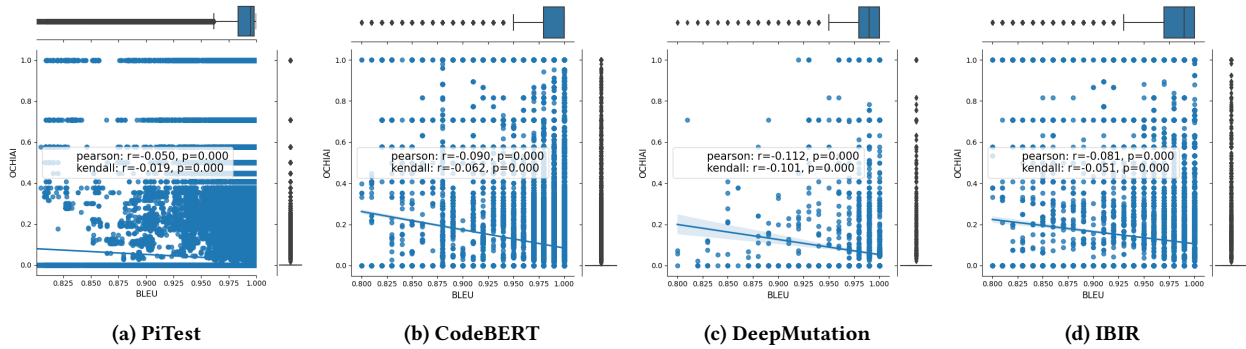 1.0
0.8
0.6
0.4
0.2
0.0
OCHIAI
pearson: r=-0.050, p=0.000
kendall: r=-0.019, p=0.000
0.825 0.850 0.875 0.900 0.925 0.950 0.975 1.000
BLEU
(a) PiTest
1.0
0.8
0.6
0.4
0.2
0.0
OCHIAI
pearson: r=-0.090, p=0.000
kendall: r=-0.062, p=0.000
0.800 0.825 0.850 0.875 0.900 0.925 0.950 0.975 1.000
BLEU
(b) CodeBERT
1.0
0.8
0.6
0.4
0.2
0.0
OCHIAI
pearson: r=-0.112, p=0.000
kendall: r=-0.101, p=0.000
0.800 0.825 0.850 0.875 0.900 0.925 0.950 0.975 1.000
BLEU
(c) DeepMutation
1.0
0.8
0.6
0.4
0.2
0.0
OCHIAI
pearson: r=-0.081, p=0.000
kendall: r=-0.051, p=0.000
0.800 0.825 0.850 0.875 0.900 0.925 0.950 0.975 1.000
BLEU
(d) IBIR